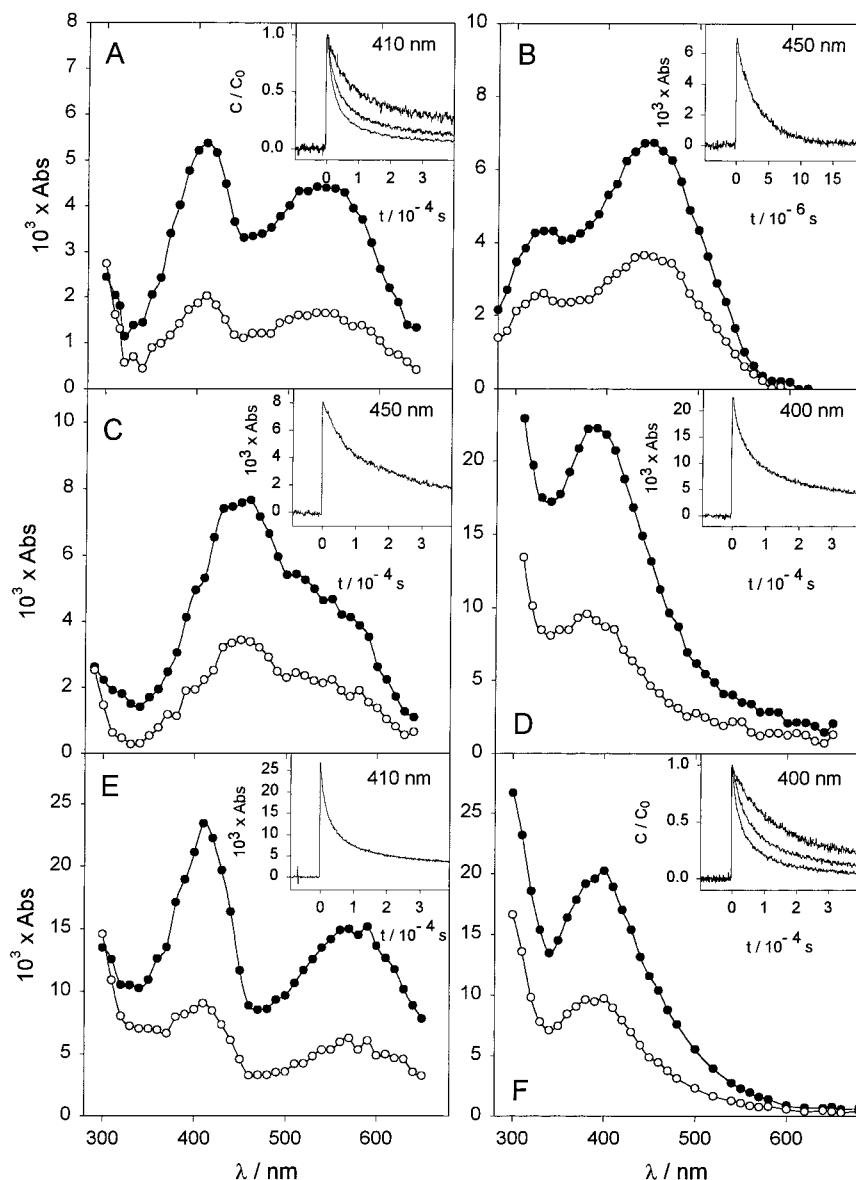 A
8
7
6
5
4
3
2
1
0
10³ x Abs
410 nm
C / C₀
1.0
0.5
0.0
0 1 2 3
t / 10⁻⁴ s
B
10
8
6
4
2
0
450 nm
10³ x Abs
6
4
2
0
0 5 10 15
t / 10⁻⁶ s
C
10
8
6
4
2
0
10³ x Abs
450 nm
10³ x Abs
8
6
4
2
0
0 1 2 3
t / 10⁻⁴ s
D
20
15
10
5
0
400 nm
10³ x Abs
20
15
10
5
0
0 1 2 3
t / 10⁻⁴ s
E
25
20
15
10
5
0
10³ x Abs
410 nm
10³ x Abs
25
20
15
10
5
0
0 1 2 3
t / 10⁻⁴ s
300 400 500 600
λ / nm
F
25
20
15
10
5
0
400 nm
C / C₀
1.0
0.5
0.0
0 1 2 3
t / 10⁻⁴ s
300 400 500 600
λ / nm